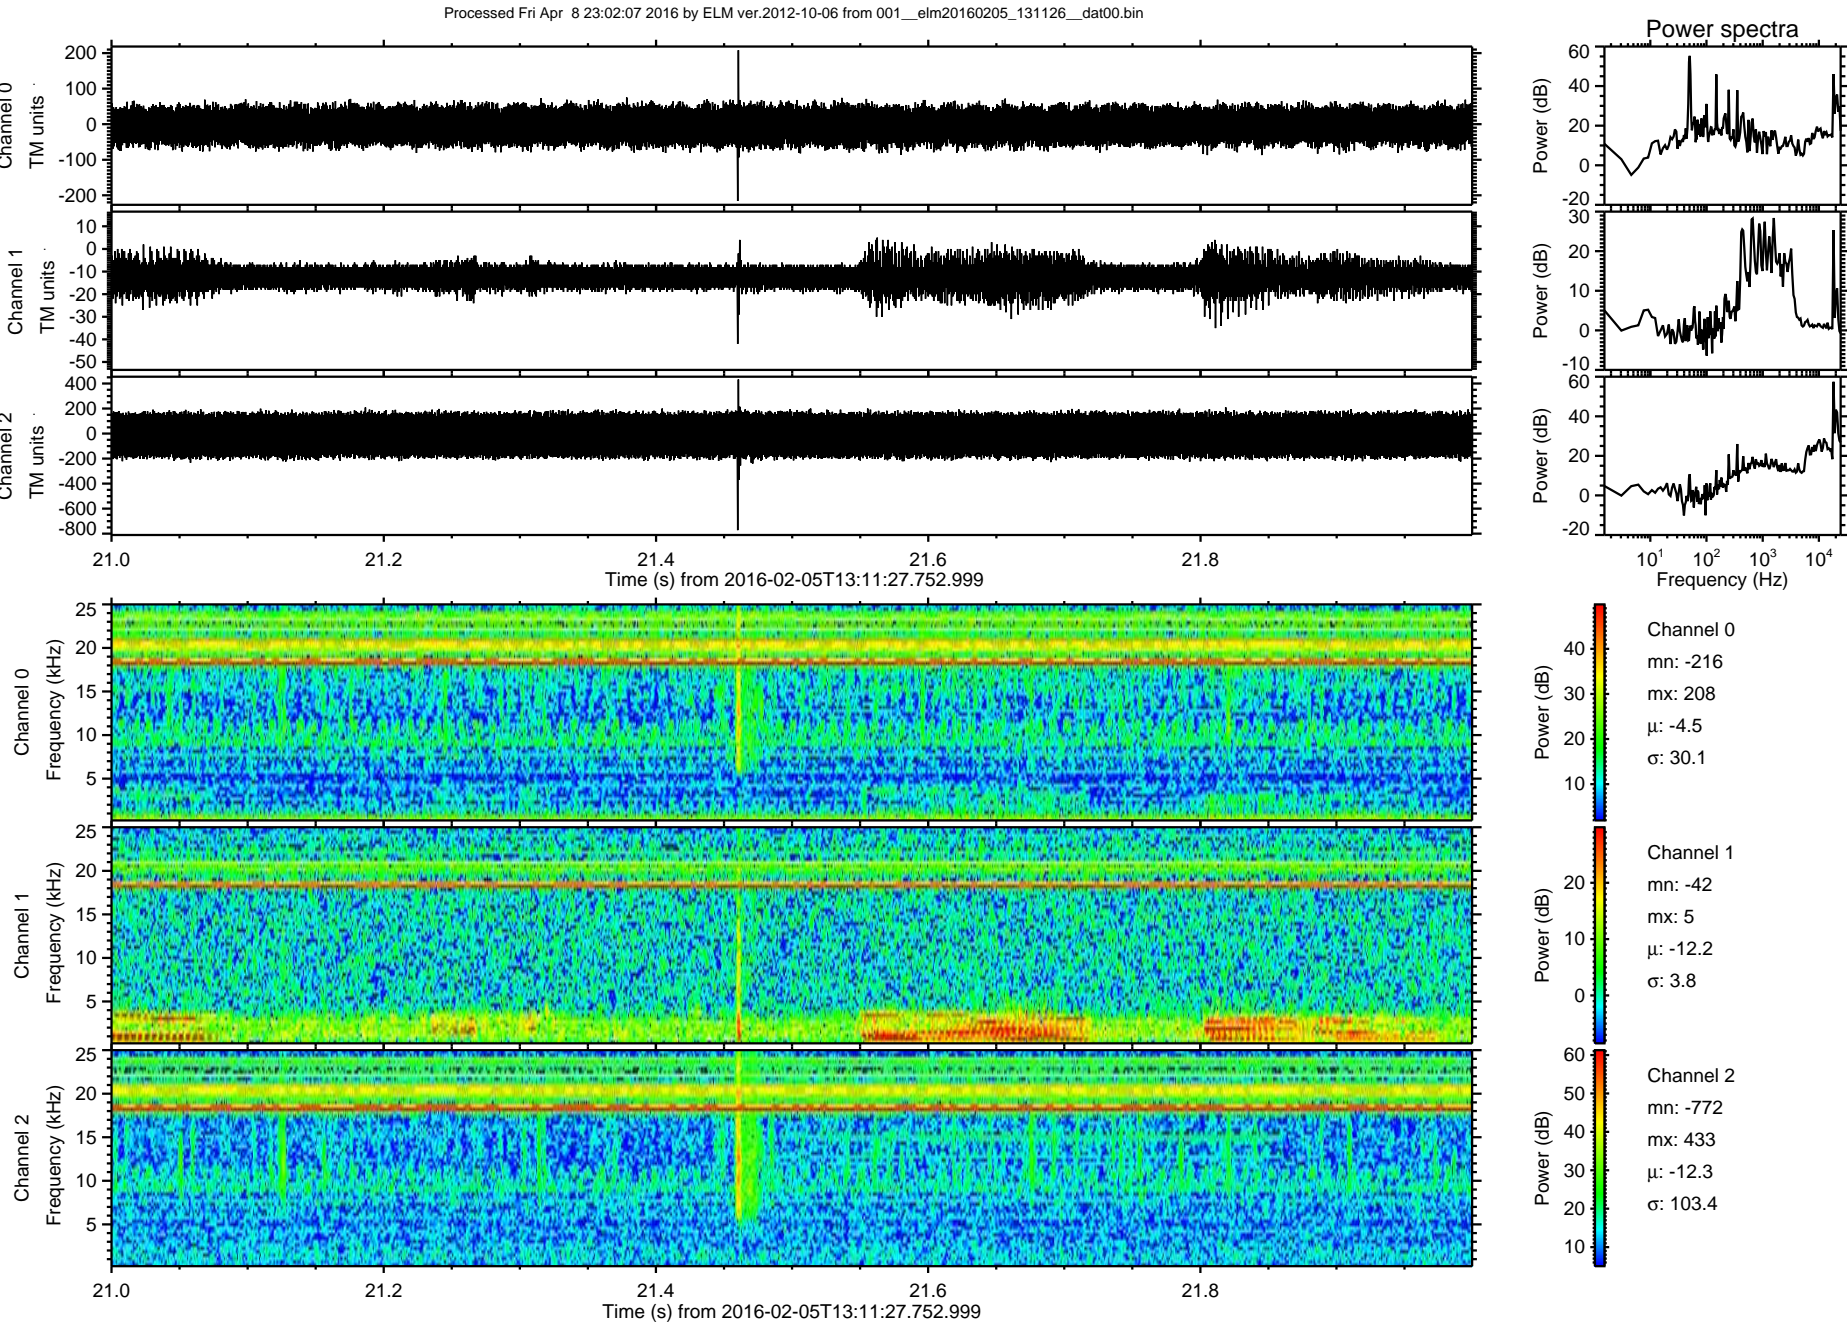 Processed Fri Apr  8 23:02:07 2016 by ELM ver.2012-10-06 from 001__elm20160205_131126__dat00.bin
Power spectra
Channel 0
TM units
200
100
0
-100
-200
Power (dB)
60
40
20
0
-20
Channel 1
TM units
10
0
-10
-20
-30
-40
-50
Power (dB)
30
20
10
0
-10
Channel 2
TM units
400
200
0
-200
-400
-600
-800
Power (dB)
60
40
20
0
-20
21.0 21.2 21.4 21.6 21.8
Time (s) from 2016-02-05T13:11:27.752.999
10^1 10^2 10^3 10^4
Frequency (Hz)
Channel 0
Frequency (kHz)
25
20
15
10
5
Power (dB)
40
30
20
10
Channel 0
mn: -216
mx: 208
μ: -4.5
σ: 30.1
Channel 1
Frequency (kHz)
25
20
15
10
5
Power (dB)
20
10
0
Channel 1
mn: -42
mx: 5
μ: -12.2
σ: 3.8
Channel 2
Frequency (kHz)
25
20
15
10
5
Power (dB)
60
50
40
30
20
10
Channel 2
mn: -772
mx: 433
μ: -12.3
σ: 103.4
21.0 21.2 21.4 21.6 21.8
Time (s) from 2016-02-05T13:11:27.752.999